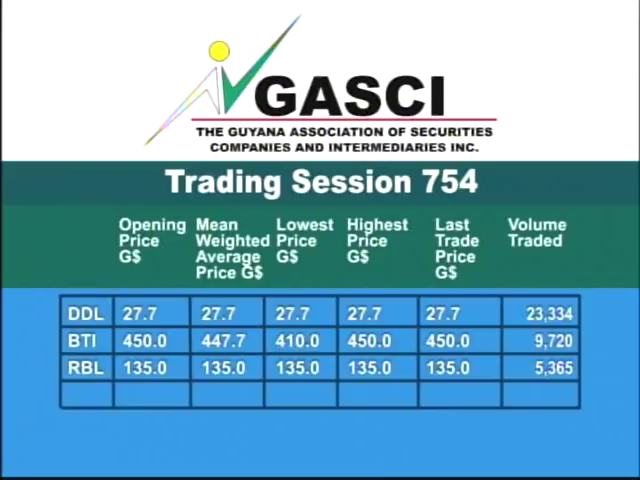 GASCI
THE GUYANA ASSOCIATION OF SECURITIES
COMPANIES AND INTERMEDIARIES INC.
Trading Session 754
Opening Price G$ Mean Weighted Average Price G$ Lowest Price G$ Highest Price G$ Last Trade Price G$ Volume Traded
DDL 27.7 27.7 27.7 27.7 27.7 23,334
BTI 450.0 447.7 410.0 450.0 450.0 9,720
RBL 135.0 135.0 135.0 135.0 135.0 5,365